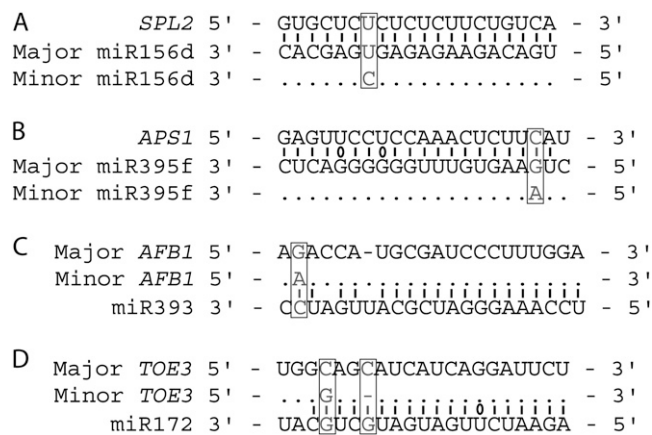 A
SPL2 5' - GUGCUCUCUCUCUUCUGUCA - 3'
Major miR156d 3' - CACGAGUGAGAGAAGACAGU - 5'
Minor miR156d 3' - ......C............. - 5'
B
APS1 5' - GAGUUCCUCCAAACUCUUCAU - 3'
Major miR395f 3' - CUCAGGGGGGUUUGUGAAGUC - 5'
Minor miR395f 3' - ..................A.. - 5'
C
Major AFB1 5' - AGACCA-UGCGAUCCCUUUGGA - 3'
Minor AFB1 5' - .A.................... - 3'
miR393 3' - CCUAGUUACGCUAGGGAAACCU - 5'
D
Major TOE3 5' - UGGCAGCAUCAUCAGGAUUCU - 3'
Minor TOE3 5' - ...G..-.............. - 3'
miR172 3' - UACGUCGUAGUAGUUCUAAGA - 5'